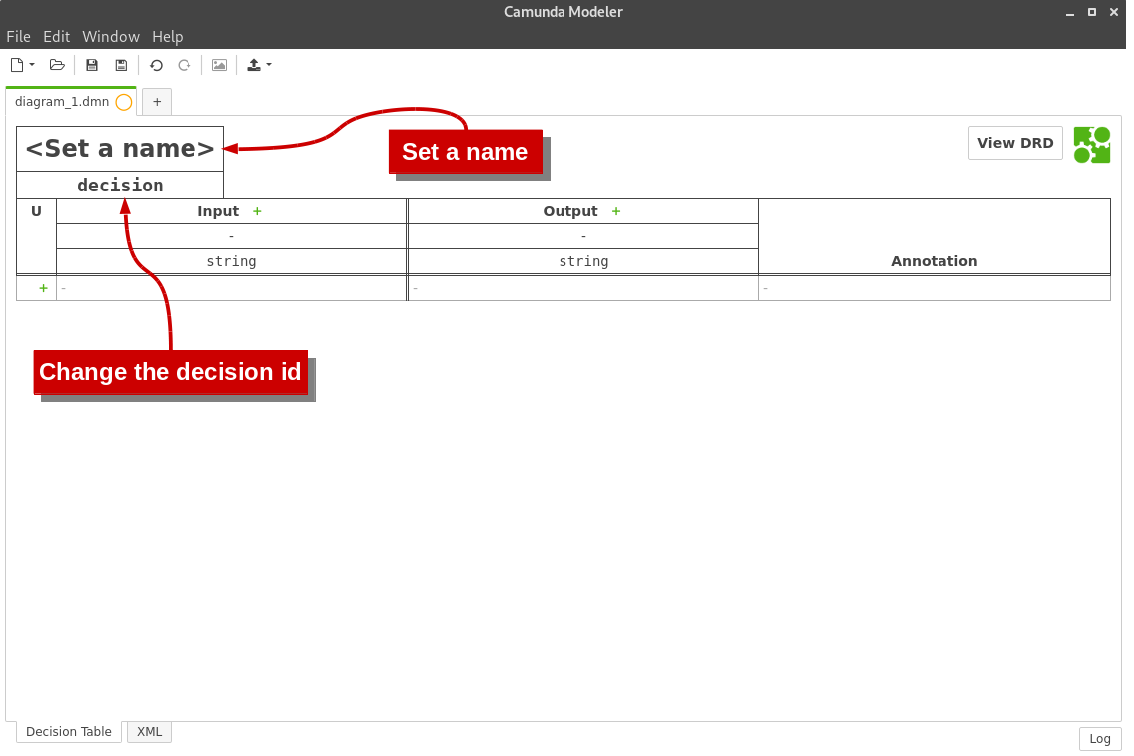 Camunda Modeler
File Edit Window Help
diagram_1.dmn +
<Set a name>
Set a name
View DRD
decision
U Input + Output +
- -
string string Annotation
+ - - -
Change the decision id
Decision Table XML
Log